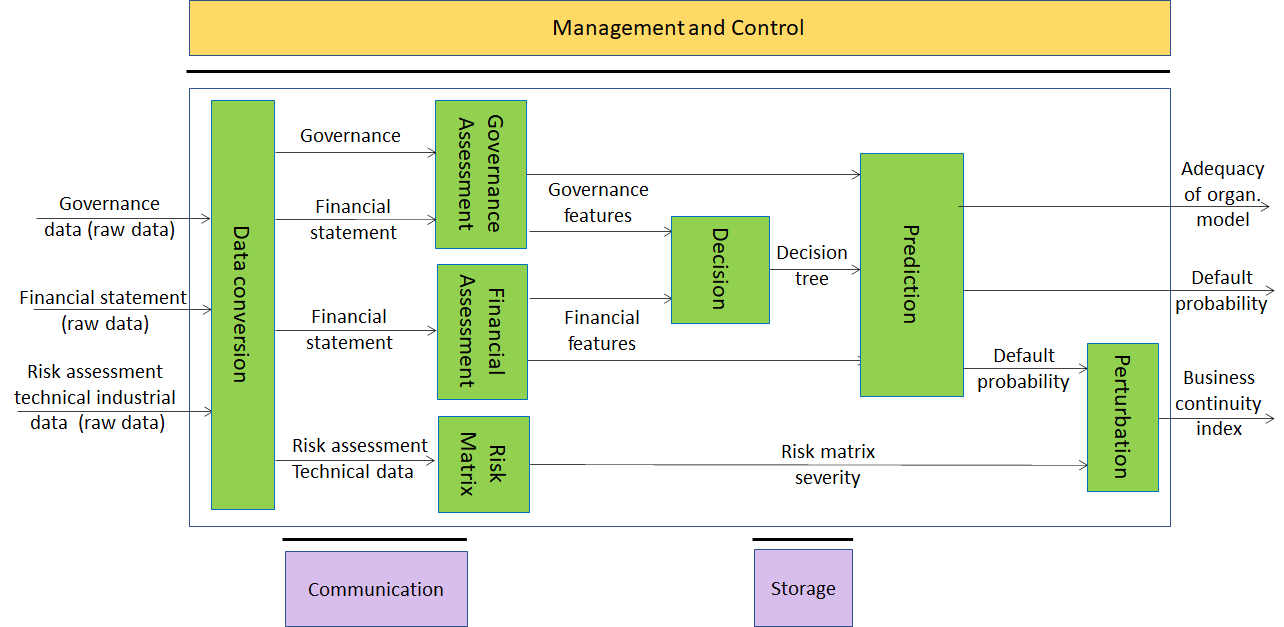 Management and Control
Governance
data (raw data)
Financial statement
(raw data)
Risk assessment
technical industrial
data (raw data)
Data conversion
Governance
Financial
statement
Financial
statement
Risk assessment
Technical data
Governance
Assessment
Financial
Assessment
Risk
Matrix
Governance
features
Financial
features
Decision
Decision
tree
Prediction
Risk matrix
severity
Default
probability
Perturbation
Adequacy
of organ.
model
Default
probability
Business
continuity
index
Communication
Storage